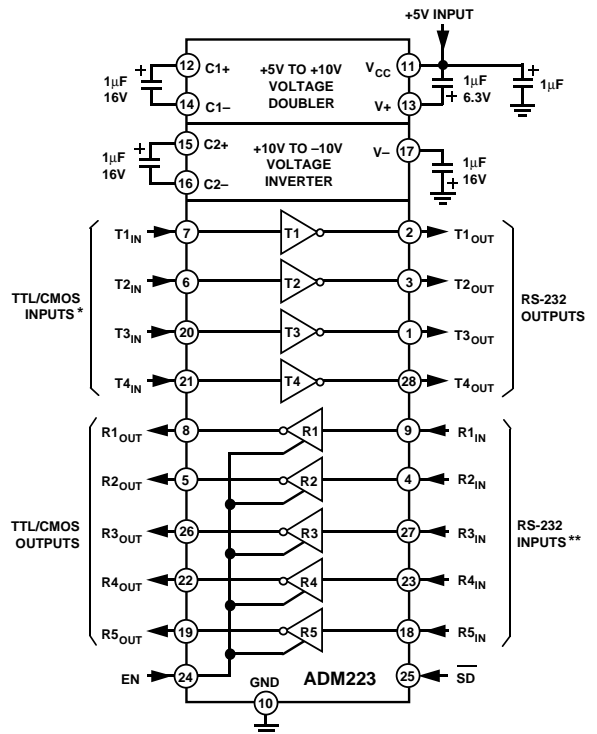 +5V INPUT
12 C1+ +5V TO +10V VCC 11
1µF 16V VOLTAGE 1µF 6.3V 1µF
14 C1– DOUBLER V+ 13
15 C2+ +10V TO –10V V– 17
1µF 16V VOLTAGE 1µF 16V
16 C2– INVERTER
T1IN 7 T1 2 T1OUT
T2IN 6 T2 3 T2OUT
TTL/CMOS INPUTS* RS-232 OUTPUTS
T3IN 20 T3 1 T3OUT
T4IN 21 T4 28 T4OUT
R1OUT 8 R1 9 R1IN
R2OUT 5 R2 4 R2IN
TTL/CMOS OUTPUTS R3OUT 26 R3 27 R3IN RS-232 INPUTS**
R4OUT 22 R4 23 R4IN
R5OUT 19 R5 18 R5IN
EN 24 GND ADM223 25 SD
10